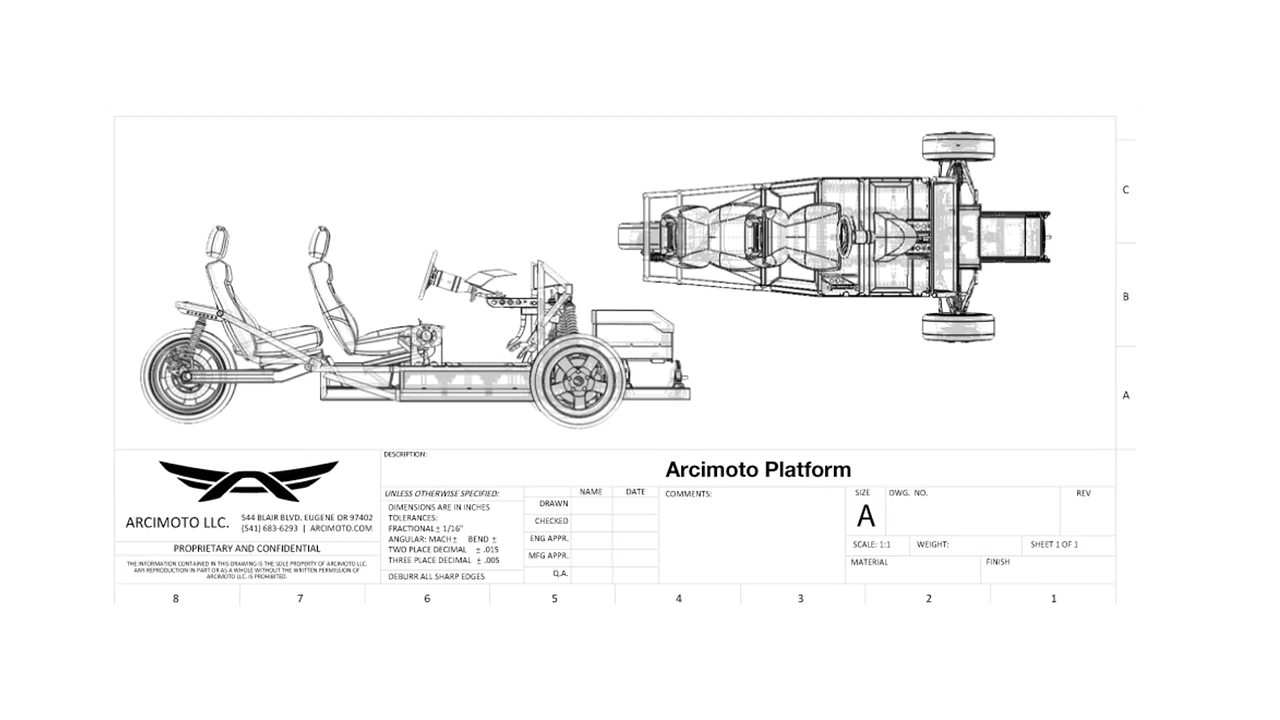 C
B
A
DESCRIPTION:
Arcimoto Platform
ARCIMOTO LLC.
544 BLAIR BLVD. EUGENE OR 97402
(541) 683-6293 | ARCIMOTO.COM
PROPRIETARY AND CONFIDENTIAL
THE INFORMATION CONTAINED IN THIS DRAWING IS THE SOLE PROPERTY OF ARCIMOTO LLC.
ANY REPRODUCTION IN PART OR AS A WHOLE WITHOUT THE WRITTEN PERMISSION OF
ARCIMOTO LLC. IS PROHIBITED.
UNLESS OTHERWISE SPECIFIED:
DIMENSIONS ARE IN INCHES
TOLERANCES:
FRACTIONAL ± 1/16"
ANGULAR: MACH ± BEND ±
TWO PLACE DECIMAL ± .015
THREE PLACE DECIMAL ± .005
DEBURR ALL SHARP EDGES
NAME DATE
DRAWN
CHECKED
ENG APPR.
MFG APPR.
Q.A.
COMMENTS:
SIZE DWG. NO. REV
A
SCALE: 1:1 WEIGHT: SHEET 1 OF 1
MATERIAL FINISH
8 7 6 5 4 3 2 1